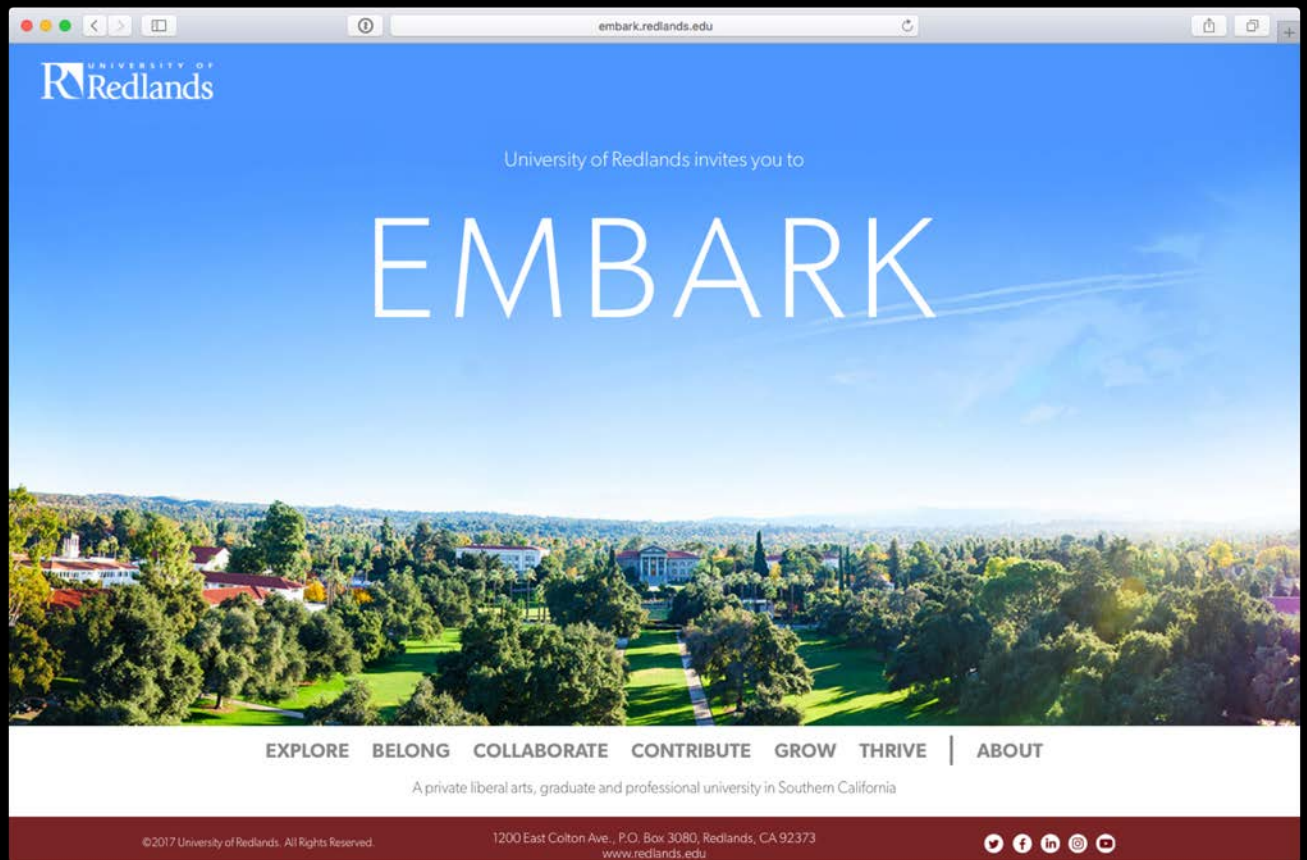 embark.redlands.edu
UNIVERSITY OF
Redlands
University of Redlands invites you to
EMBARK
EXPLORE BELONG COLLABORATE CONTRIBUTE GROW THRIVE | ABOUT
A private liberal arts, graduate and professional university in Southern California
©2017 University of Redlands. All Rights Reserved.
1200 East Colton Ave., P.O. Box 3080, Redlands, CA 92373
www.redlands.edu